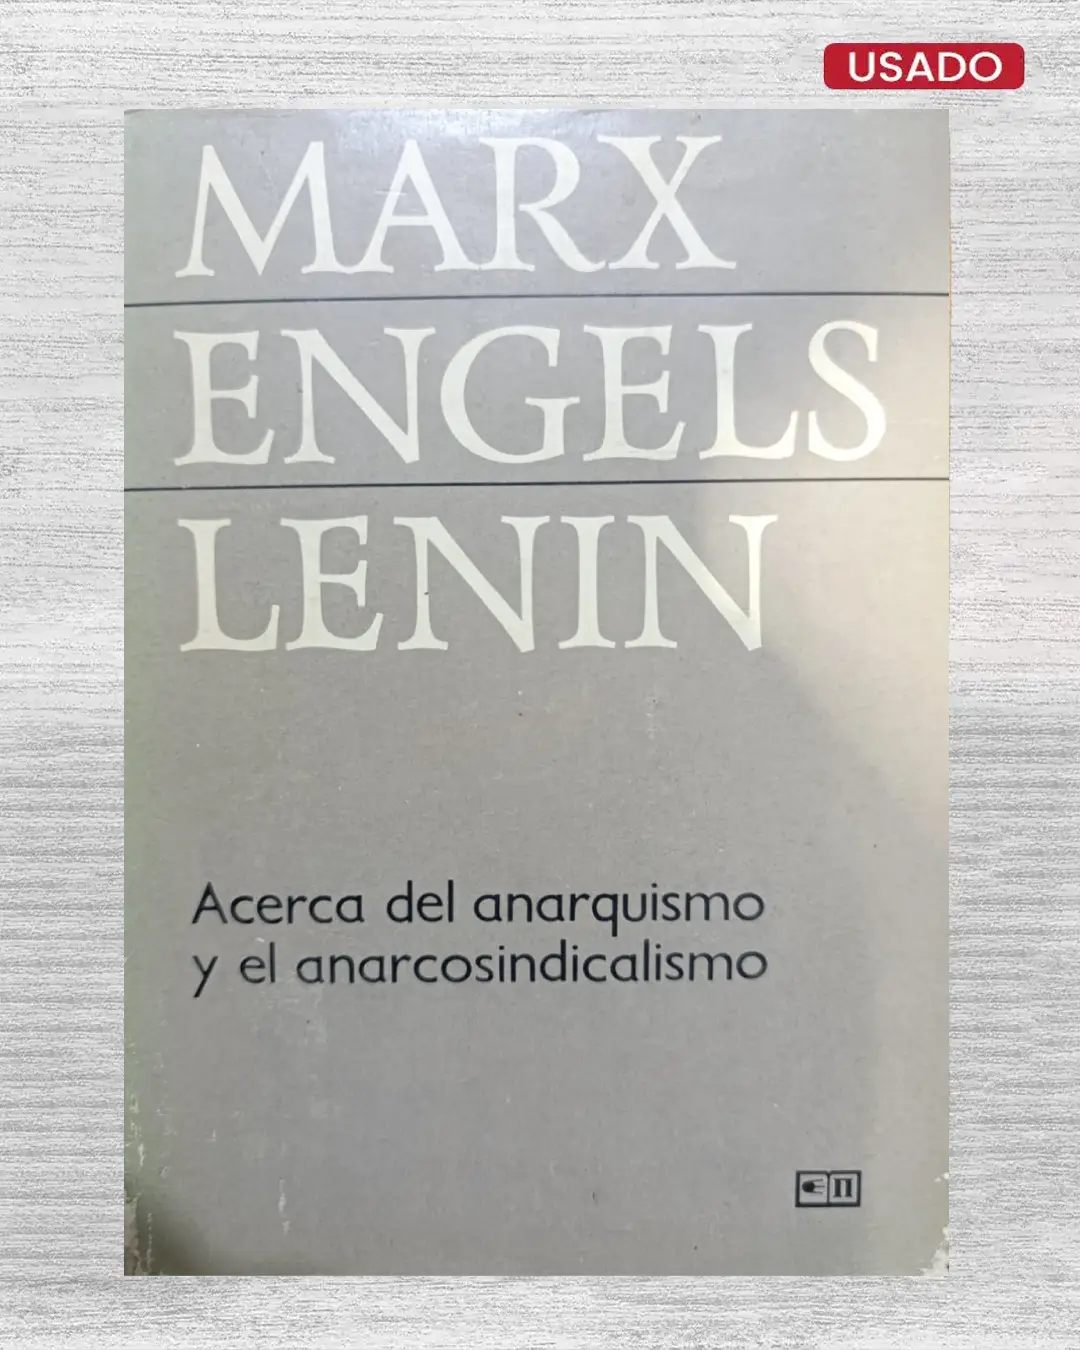 USADO
MARX
ENGELS
LENIN
Acerca del anarquismo
y el anarcosindicalismo
П